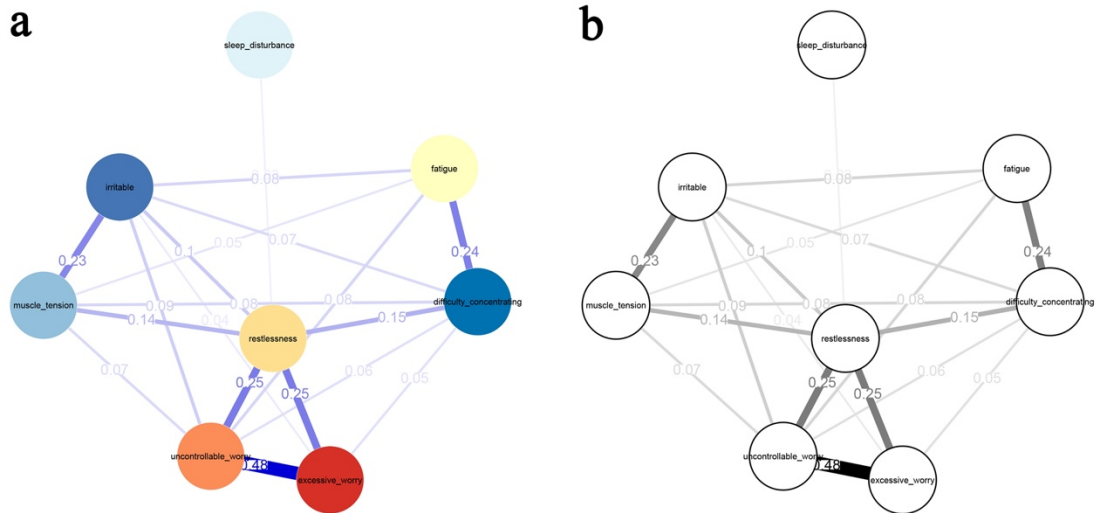 a
sleep_disturbance
fatigue
0.08
irritable
0.07
0.05
0.1
0.24
0.23
muscle_tension
0.09
0.08
0.08
difficulty_concentrating
0.14
0.04
0.15
restlessness
0.07
0.06
0.05
0.25
0.25
uncontrollable_worry
0.48
excessive_worry
b
sleep_disturbance
fatigue
0.08
irritable
0.07
0.05
0.1
0.24
0.23
muscle_tension
0.09
0.08
0.08
difficulty_concentrating
0.14
0.04
0.15
restlessness
0.07
0.06
0.05
0.25
0.25
uncontrollable_worry
0.48
excessive_worry